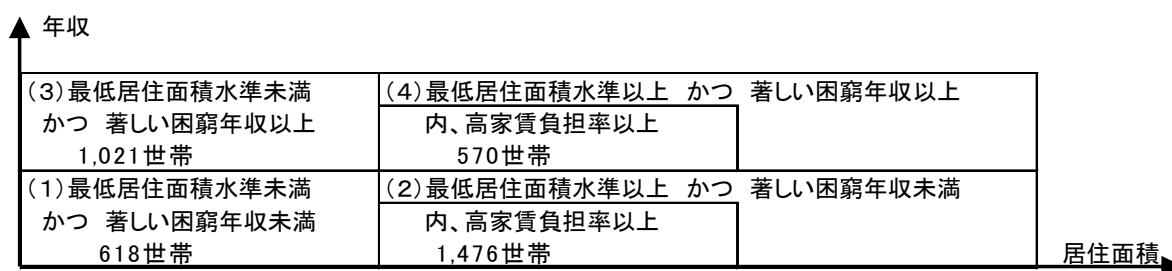 年収
(3)最低居住面積水準未満
かつ 著しい困窮年収以上
1,021世帯
(4)最低居住面積水準以上 かつ 著しい困窮年収以上
内、高家賃負担率以上
570世帯
(1)最低居住面積水準未満
かつ 著しい困窮年収未満
618世帯
(2)最低居住面積水準以上 かつ 著しい困窮年収未満
内、高家賃負担率以上
1,476世帯
居住面積